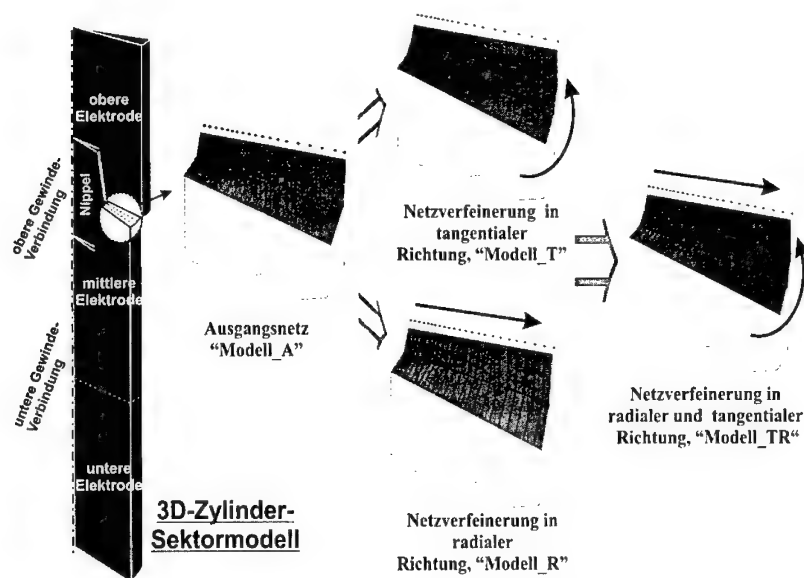 obere
Elektrode
obere Gewinde-
Verbindung
Nippel
mittlere
Elektrode
untere Gewinde-
Verbindung
untere
Elektrode
3D-Zylinder-
Sektormodell
Ausgangsnetz
“Modell_A”
Netzverfeinerung in
tangentialer
Richtung, “Modell_T”
Netzverfeinerung in
radialer
Richtung, “Modell_R”
Netzverfeinerung in
radialer und tangentialer
Richtung, “Modell_TR“